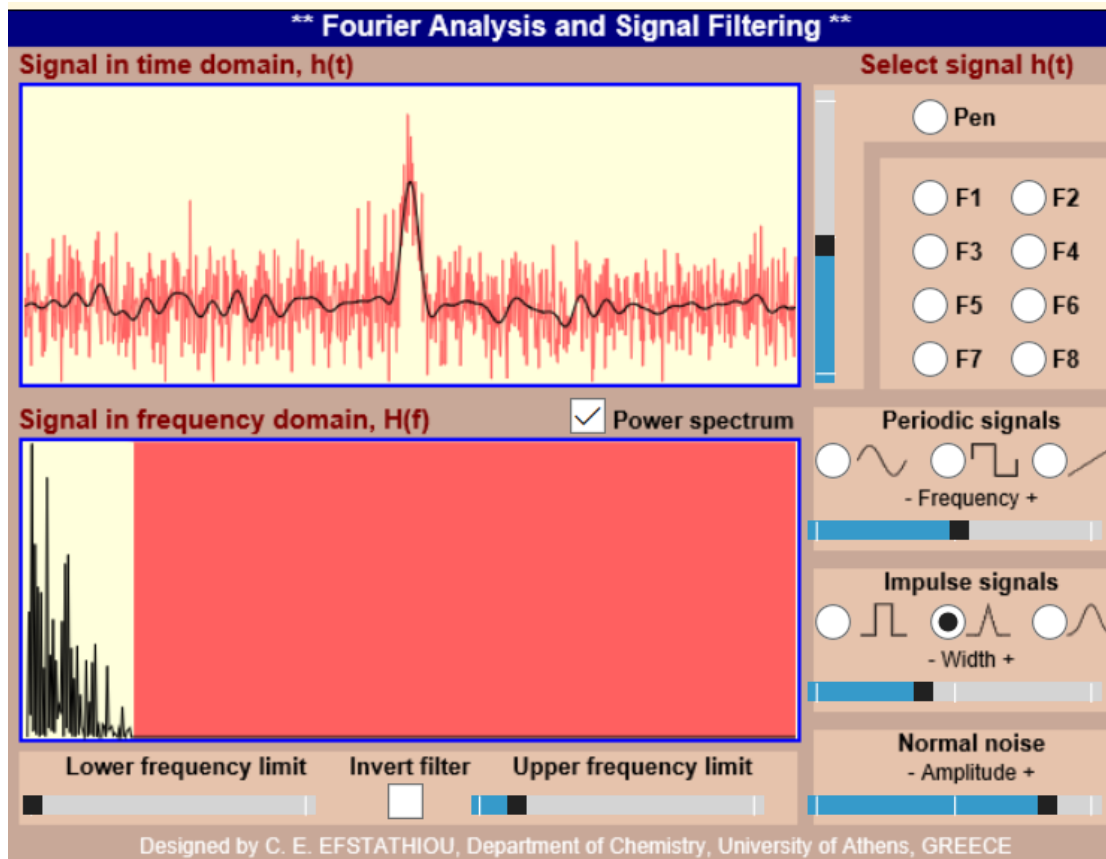 ** Fourier Analysis and Signal Filtering **
Signal in time domain, h(t)
Select signal h(t)
Pen
F1 F2
F3 F4
F5 F6
F7 F8
Signal in frequency domain, H(f)
Power spectrum
Periodic signals
- Frequency +
Impulse signals
- Width +
Normal noise
- Amplitude +
Lower frequency limit Invert filter Upper frequency limit
Designed by C. E. EFSTATHIOU, Department of Chemistry, University of Athens, GREECE